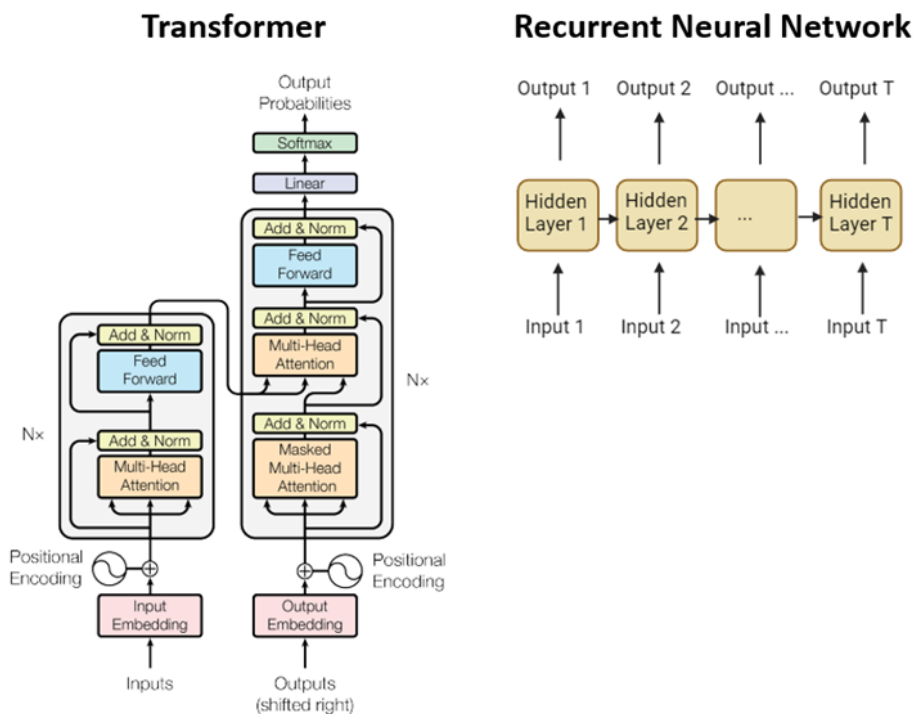 Transformer
Output
Probabilities
Softmax
Linear
Add & Norm
Feed
Forward
Add & Norm
Multi-Head
Attention
Nx
Add & Norm
Masked
Multi-Head
Attention
Add & Norm
Feed
Forward
Nx
Add & Norm
Multi-Head
Attention
Positional
Encoding
Positional
Encoding
Input
Embedding
Output
Embedding
Inputs
Outputs
(shifted right)
Recurrent Neural Network
Output 1
Output 2
Output ...
Output T
Hidden
Layer 1
Hidden
Layer 2
...
Hidden
Layer T
Input 1
Input 2
Input ...
Input T